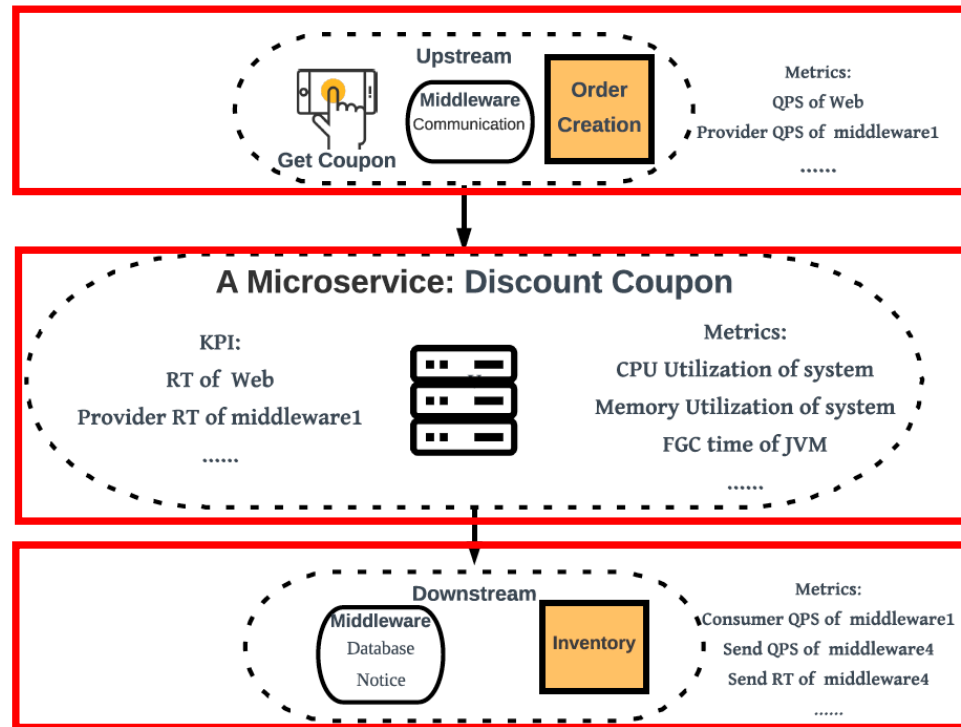 Upstream
Middleware
Communication
Get Coupon
Order
Creation
Metrics:
QPS of Web
Provider QPS of middleware1
......
A Microservice: Discount Coupon
KPI:
RT of Web
Provider RT of middleware1
......
Metrics:
CPU Utilization of system
Memory Utilization of system
FGC time of JVM
......
Downstream
Middleware
Database
Notice
Inventory
Metrics:
Consumer QPS of middleware1
Send QPS of middleware4
Send RT of middleware4
......